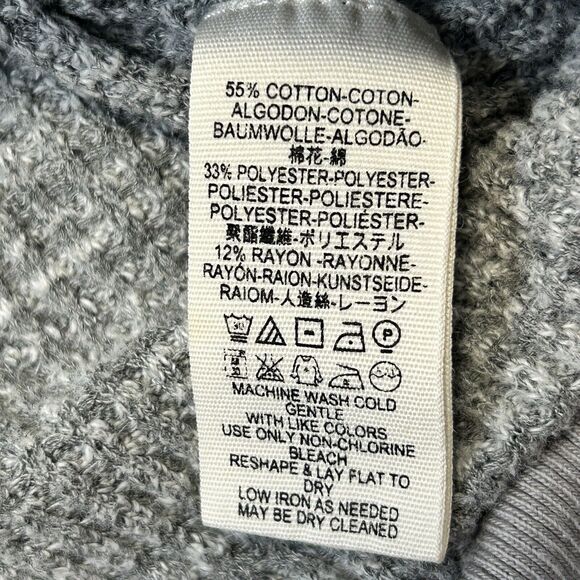 55% COTTON-COTON-
ALGODON-COTONE-
BAUMWOLLE-ALGODÃO-
棉花-綿
33% POLYESTER-POLYESTER-
POLIESTER-POLIESTERE-
POLYESTER-POLIÉSTER-
聚酯纖維-ポリエステル
12% RAYON -RAYONNE-
RAYON-RAION-KUNSTSEIDE-
RAIOM-人造絲-レーヨン
P
MACHINE WASH COLD
GENTLE
WITH LIKE COLORS
USE ONLY NON-CHLORINE
BLEACH
RESHAPE & LAY FLAT TO
DRY
LOW IRON AS NEEDED
MAY BE DRY CLEANED